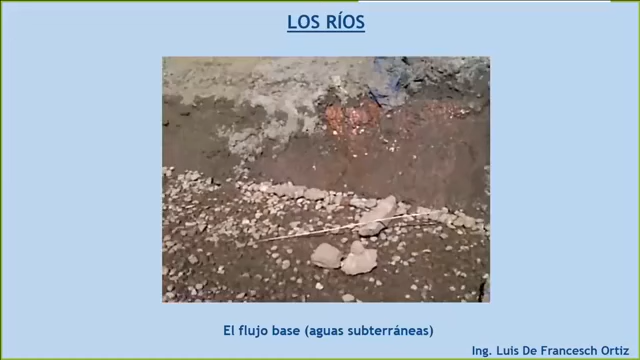 LOS RÍOS
El flujo base (aguas subterráneas)
Ing. Luis De Francesch Ortiz